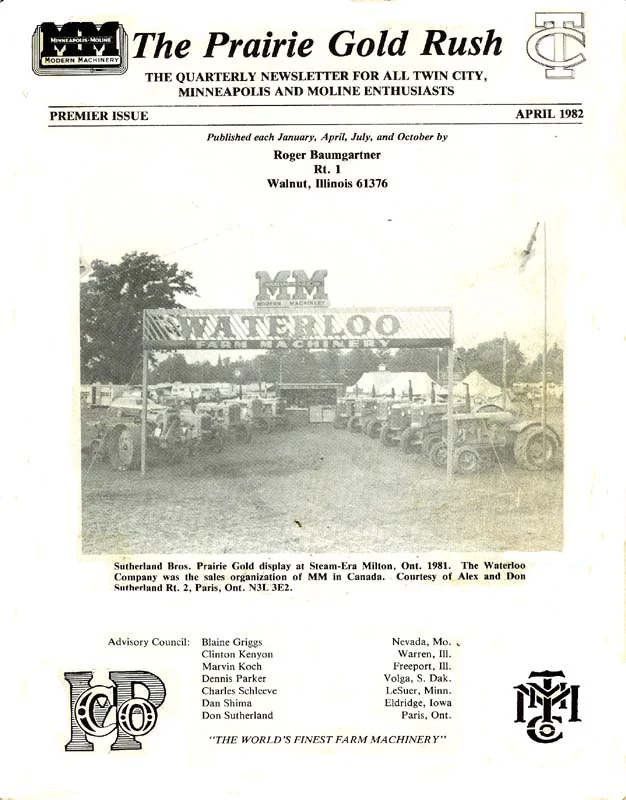 MM
MINNEAPOLIS-MOLINE
MODERN MACHINERY
The Prairie Gold Rush
TC
THE QUARTERLY NEWSLETTER FOR ALL TWIN CITY,
MINNEAPOLIS AND MOLINE ENTHUSIASTS
PREMIER ISSUE
APRIL 1982
Published each January, April, July, and October by
Roger Baumgartner
Rt. 1
Walnut, Illinois 61376
MM
MODERN MACHINERY
WATERLOO
FARM MACHINERY
Sutherland Bros. Prairie Gold display at Steam-Era Milton, Ont. 1981. The Waterloo
Company was the sales organization of MM in Canada. Courtesy of Alex and Don
Sutherland Rt. 2, Paris, Ont. N3L 3E2.
Advisory Council: Blaine Griggs Nevada, Mo.
Clinton Kenyon Warren, Ill.
Marvin Koch Freeport, Ill.
Dennis Parker Volga, S. Dak.
Charles Schleeve LeSuer, Minn.
Dan Shima Eldridge, Iowa
Don Sutherland Paris, Ont.
"THE WORLD'S FINEST FARM MACHINERY"